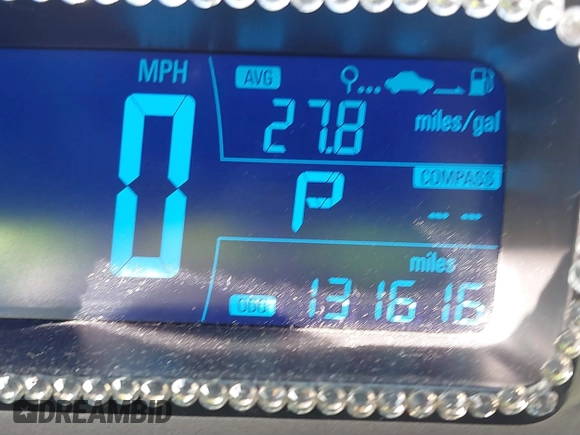 MPH
AVG
27.8 miles/gal
0
P
COMPASS
-- --
miles
ODO 131616
DREAMBID